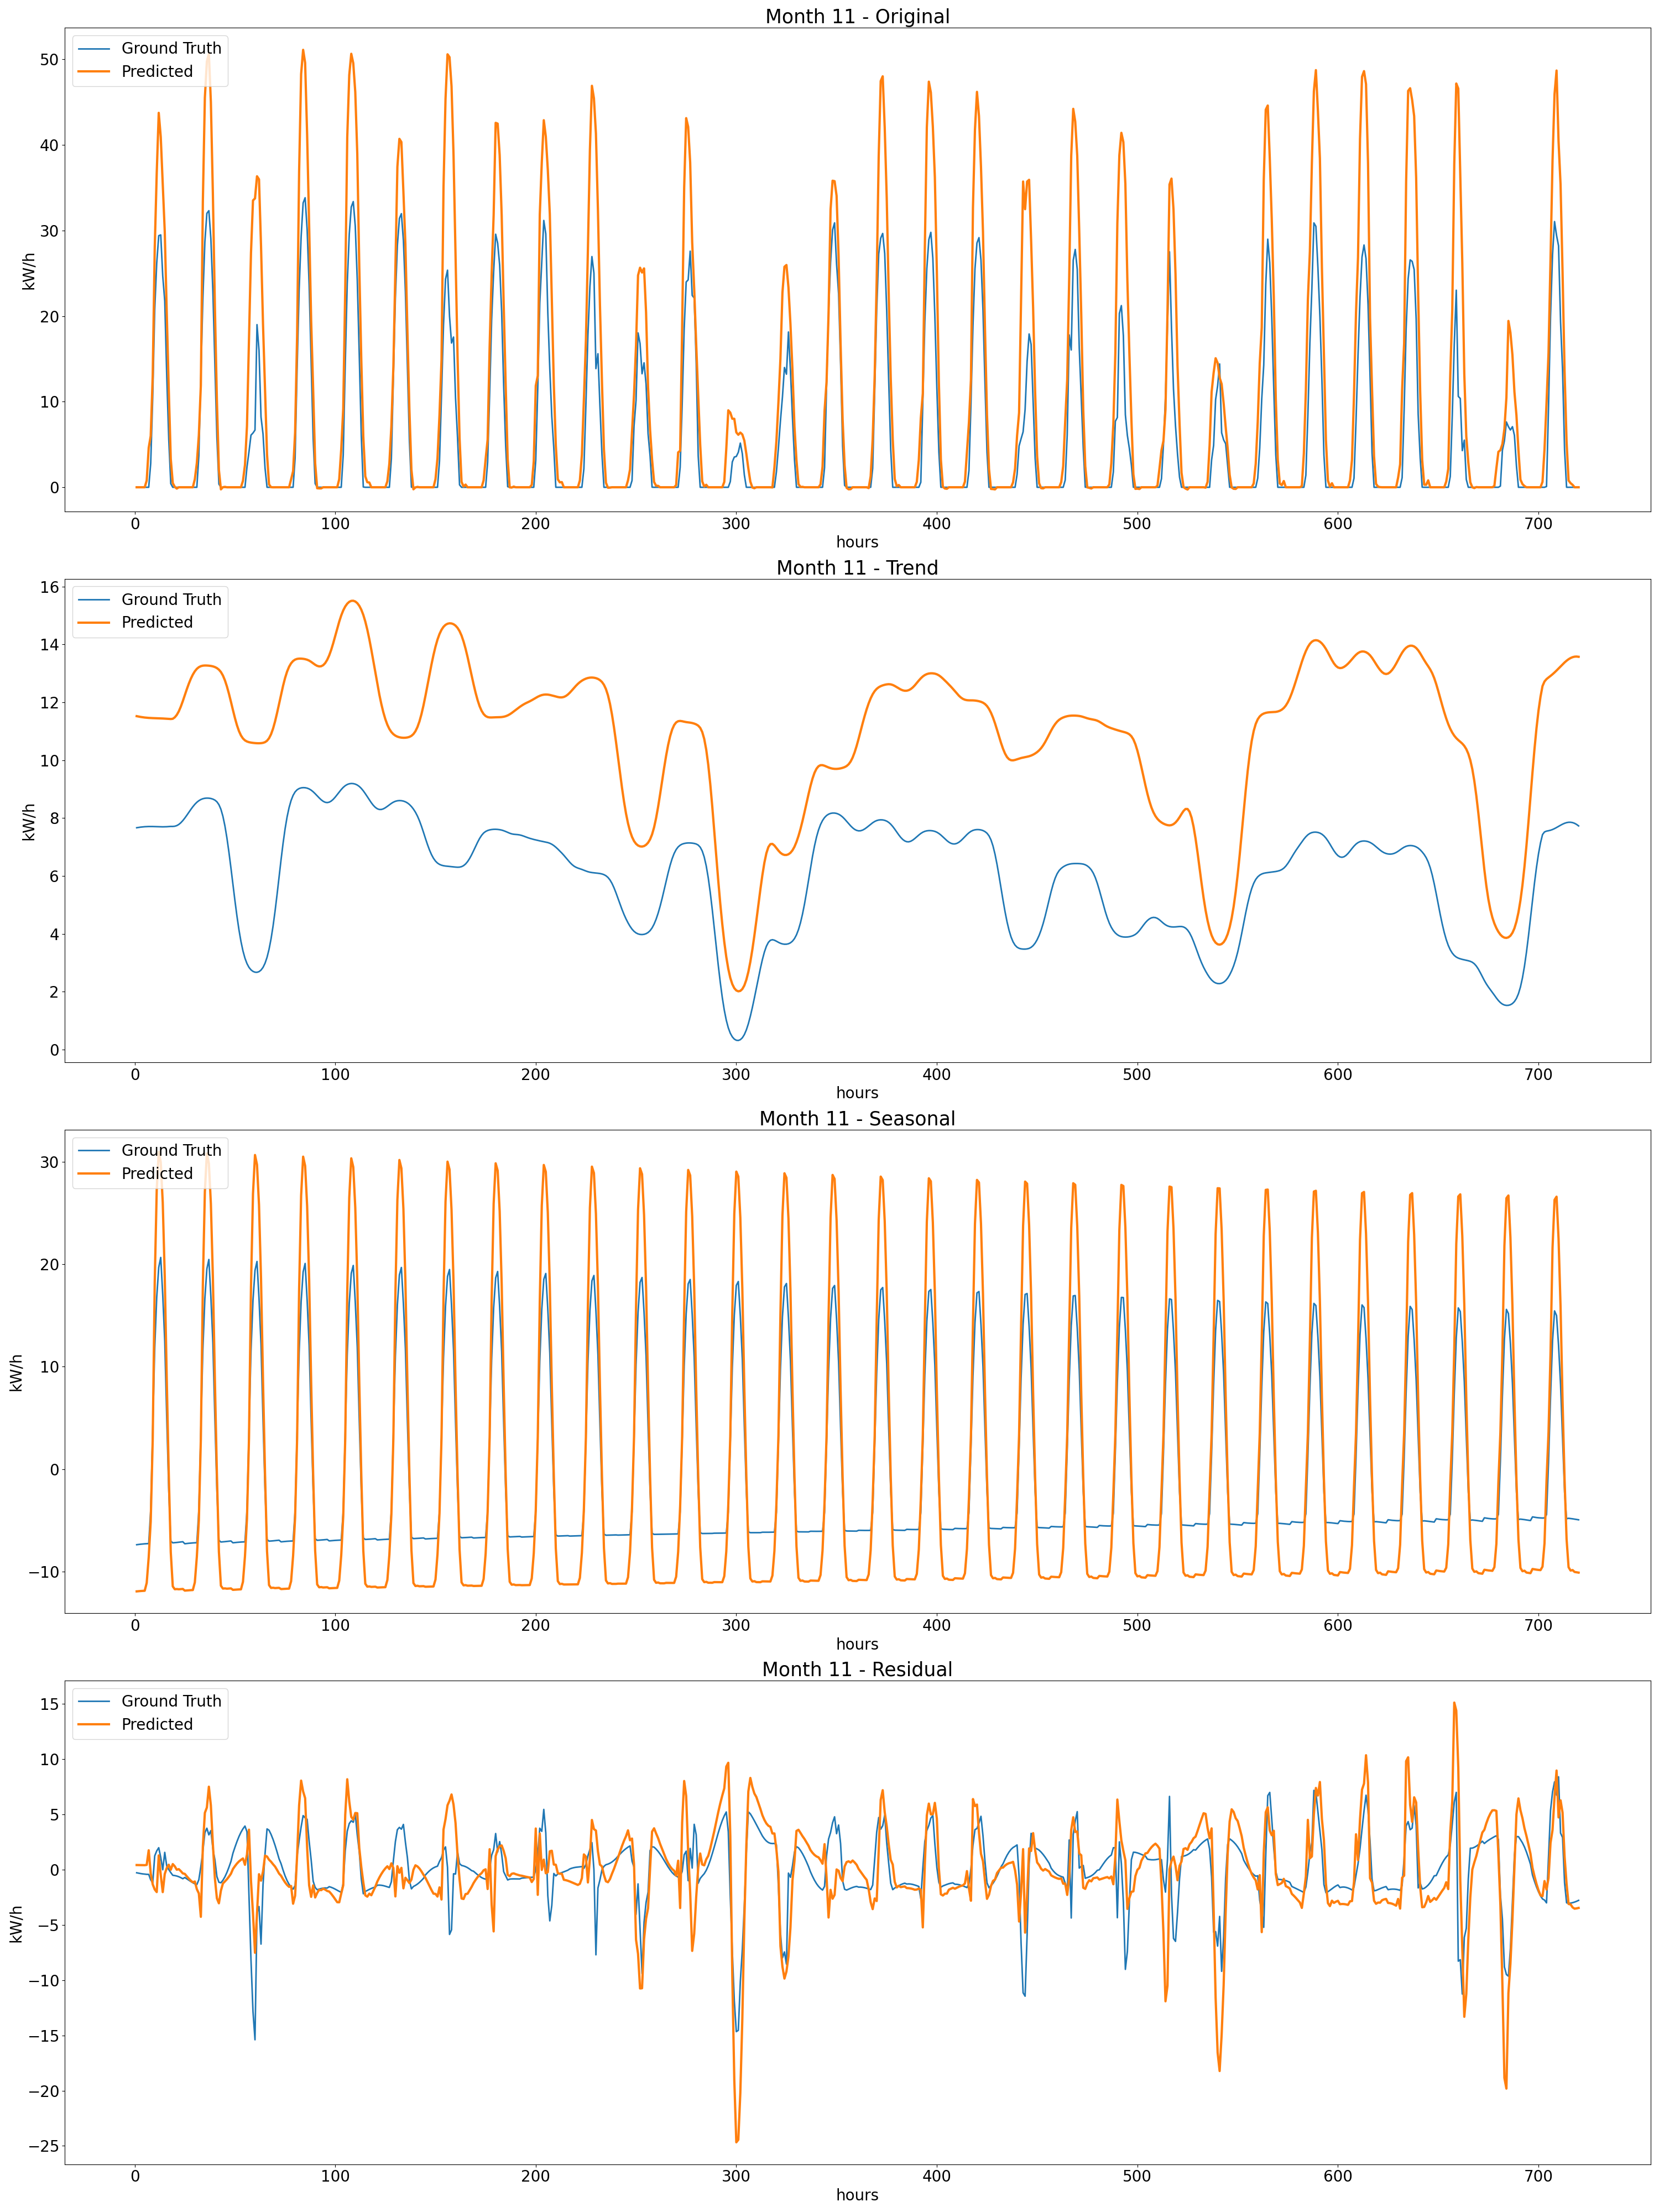 Month 11 - Original
Ground Truth
Predicted
kW/h
50
40
30
20
10
0
0 100 200 300 400 500 600 700
hours
Month 11 - Trend
Ground Truth
Predicted
kW/h
16
14
12
10
8
6
4
2
0
0 100 200 300 400 500 600 700
hours
Month 11 - Seasonal
Ground Truth
Predicted
kW/h
30
20
10
0
−10
0 100 200 300 400 500 600 700
hours
Month 11 - Residual
Ground Truth
Predicted
kW/h
15
10
5
0
−5
−10
−15
−20
−25
0 100 200 300 400 500 600 700
hours